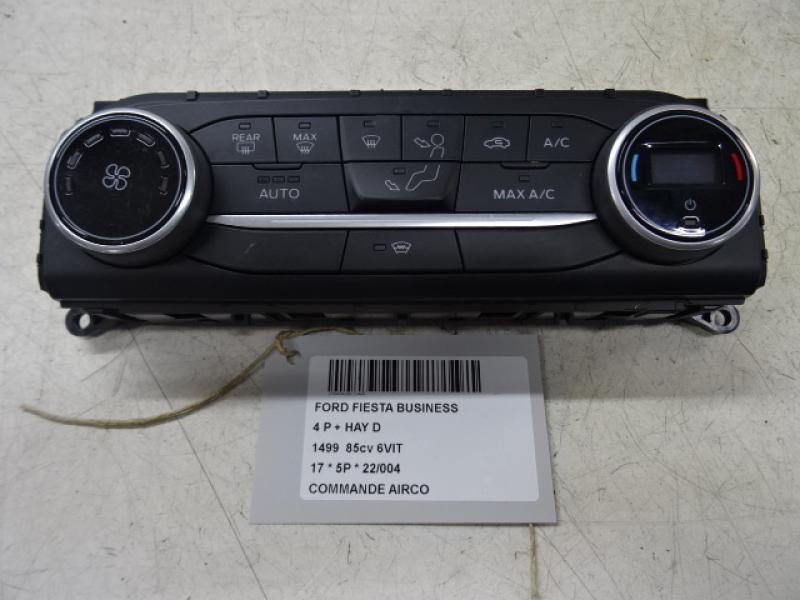 REAR
MAX
A/C
AUTO
MAX A/C
FORD FIESTA BUSINESS
4 P + HAY D
1499 85cv 6VIT
17 * 5P * 22/004
COMMANDE AIRCO